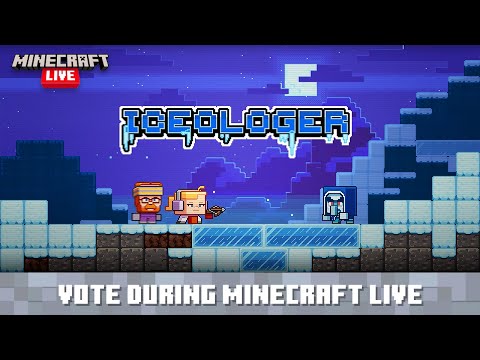 MINECRAFT
LIVE
ICEOLOGER
VOTE DURING MINECRAFT LIVE